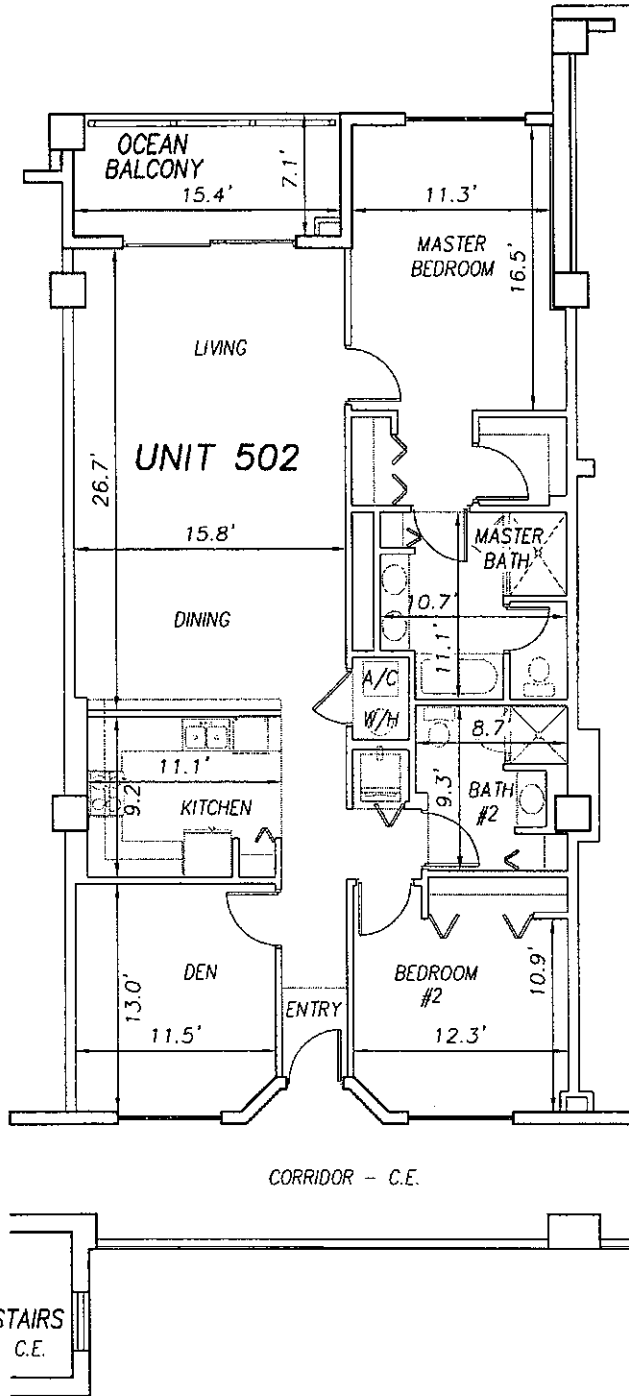 OCEAN
BALCONY
7.1'
15.4'
11.3'
MASTER
BEDROOM
16.5'
LIVING
UNIT 502
26.7'
15.8'
MASTER
BATH
10.7'
11.1'
DINING
A/C
W/H
8.7'
11.1'
9.2'
KITCHEN
9.3'
BATH
#2
DEN
13.0'
11.5'
ENTRY
BEDROOM
#2
10.9'
12.3'
CORRIDOR - C.E.
STAIRS
C.E.